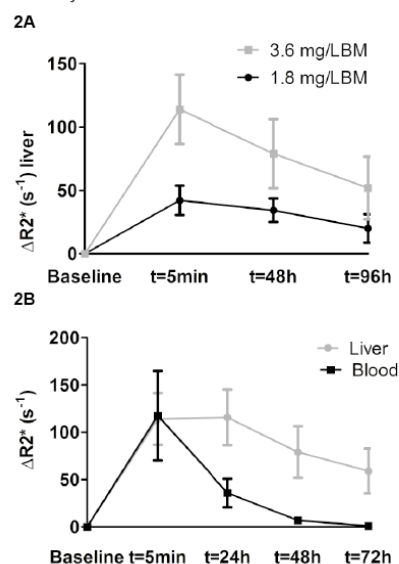 2A
3.6 mg/LBM
1.8 mg/LBM
150
100
50
0
ΔR2* (s⁻¹) liver
Baseline t=5min t=48h t=96h
2B
Liver
Blood
200
150
100
50
0
ΔR2* (s⁻¹)
Baseline t=5min t=24h t=48h t=72h